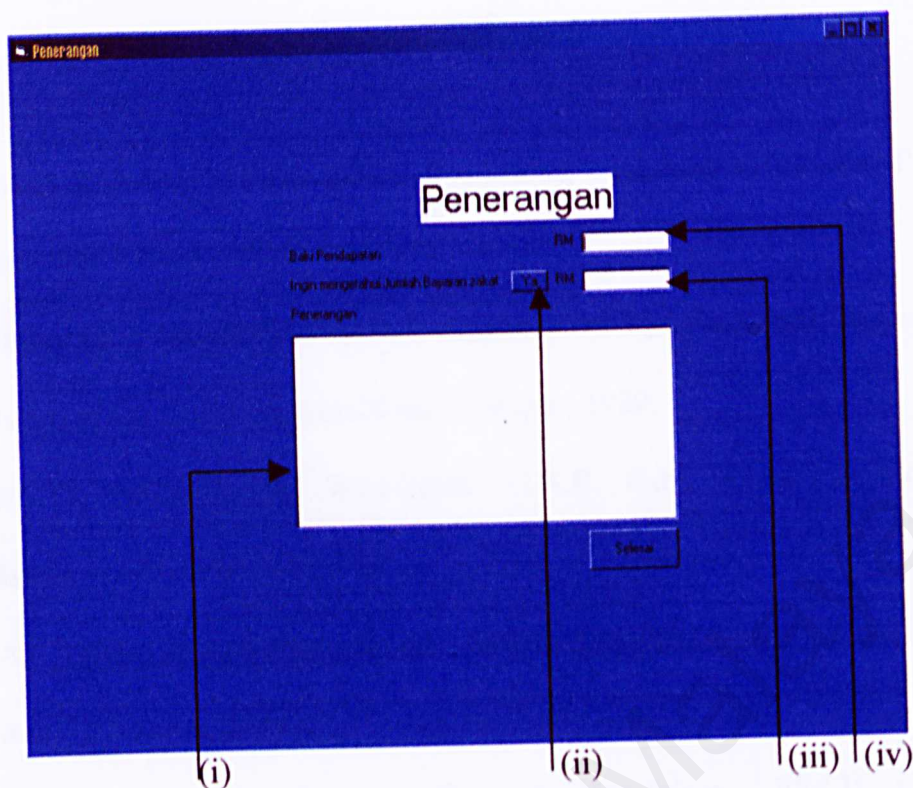 Penerangan
Penerangan
RM
Baki Pendapatan
Ingin mengetahui Jumlah Bayaran zakat Ya RM
Penerangan
Selesai
(i) (ii) (iii) (iv)